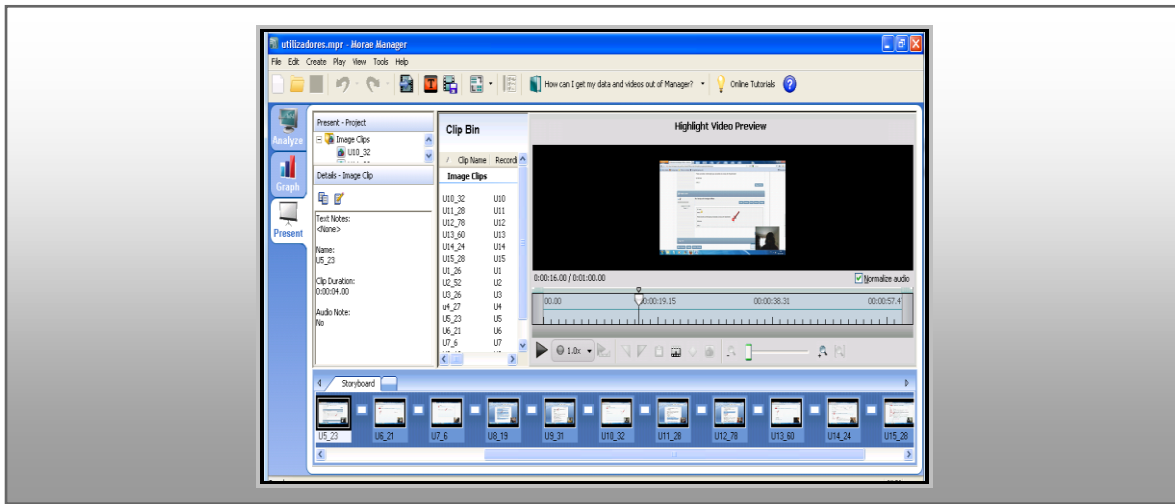 utilizadores.mpr - Morae Manager
File Edit Create Play View Tools Help
How can I get my data and videos out of Manager? Online Tutorials
Analyze
Graph
Present
Present - Project
Image Clips
U10_32
Details - Image Clip
Text Notes:
<None>
Name:
U5_23
Clip Duration:
0:00:04.00
Audio Note:
No
Clip Bin
/ Clip Name Recordi
Image Clips
U10_32 U10
U11_28 U11
U12_78 U12
U13_60 U13
U14_24 U14
U15_28 U15
U1_26 U1
U2_52 U2
U3_26 U3
u4_27 U4
U5_23 U5
U6_21 U6
U7_6 U7
Highlight Video Preview
0:00:16.00 / 0:01:00.00 Normalize audio
00.00 0:00:19.15 00:00:38.31 00:00:57.4
1.0x
Storyboard
U5_23 U6_21 U7_6 U8_19 U9_31 U10_32 U11_28 U12_78 U13_60 U14_24 U15_28